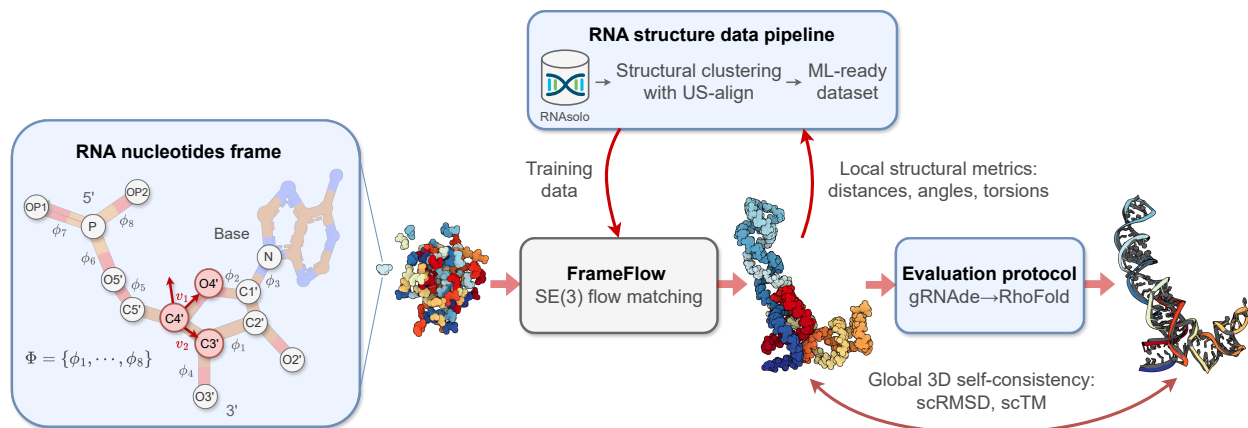 RNA structure data pipeline
RNAsolo
Structural clustering
with US-align
ML-ready
dataset
RNA nucleotides frame
OP1
5'
OP2
P
ϕ7
ϕ8
ϕ6
Base
O5'
ϕ5
C5'
v1
O4'
ϕ2
N
ϕ3
C1'
C4'
v2
C3'
ϕ1
C2'
Φ = {ϕ1, ⋯, ϕ8}
ϕ4
O2'
O3'
3'
Training
data
Local structural metrics:
distances, angles, torsions
FrameFlow
SE(3) flow matching
Evaluation protocol
gRNAde→RhoFold
Global 3D self-consistency:
scRMSD, scTM